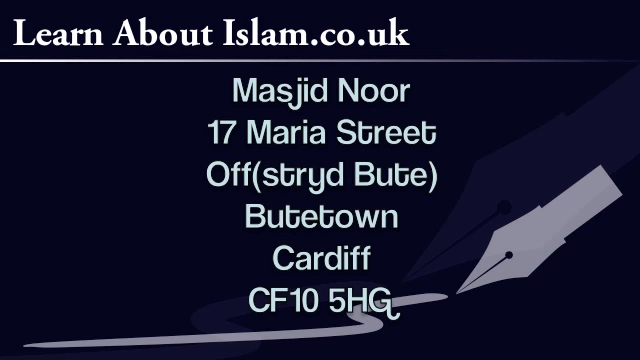 Learn About Islam.co.uk
Masjid Noor
17 Maria Street
Off(stryd Bute)
Butetown
Cardiff
CF10 5HG